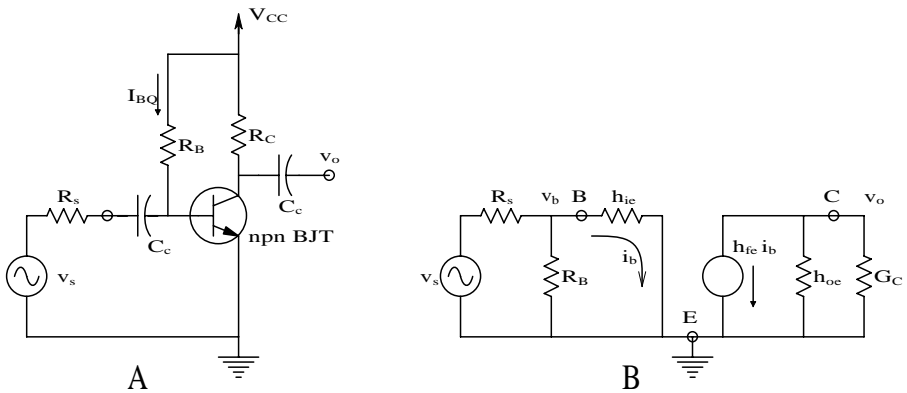 V_CC
I_BQ
R_B
R_C
v_o
C_c
R_s
C_c
npn BJT
v_s
A
R_s
v_b
B
h_ie
C
v_o
i_b
h_fe i_b
v_s
R_B
h_oe
G_C
E
B